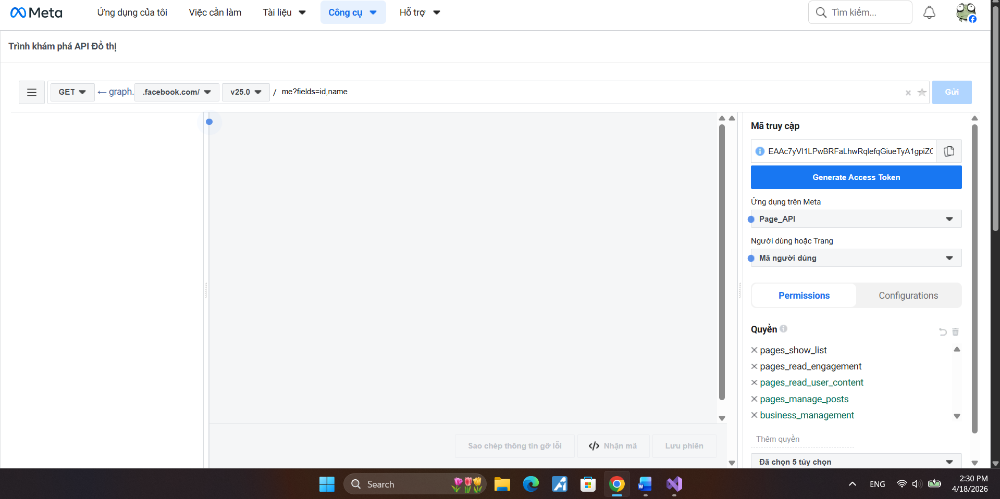 Meta
Ứng dụng của tôi
Việc cần làm
Tài liệu
Công cụ
Hỗ trợ
Tìm kiếm...
Trình khám phá API Đồ thị
GET
← graph.
.facebook.com/
v25.0
/ me?fields=id,name
Gửi
Mã truy cập
EAAc7yVI1LPwBRFaLhwRqlefqGiueTyA1gpiZC
Generate Access Token
Ứng dụng trên Meta
Page_API
Người dùng hoặc Trang
Mã người dùng
Permissions
Configurations
Quyền
pages_show_list
pages_read_engagement
pages_read_user_content
pages_manage_posts
business_management
Thêm quyền
Đã chọn 5 tùy chọn
Sao chép thông tin gỡ lỗi
</> Nhận mã
Lưu phiên
Search
ENG
2:30 PM
4/18/2026